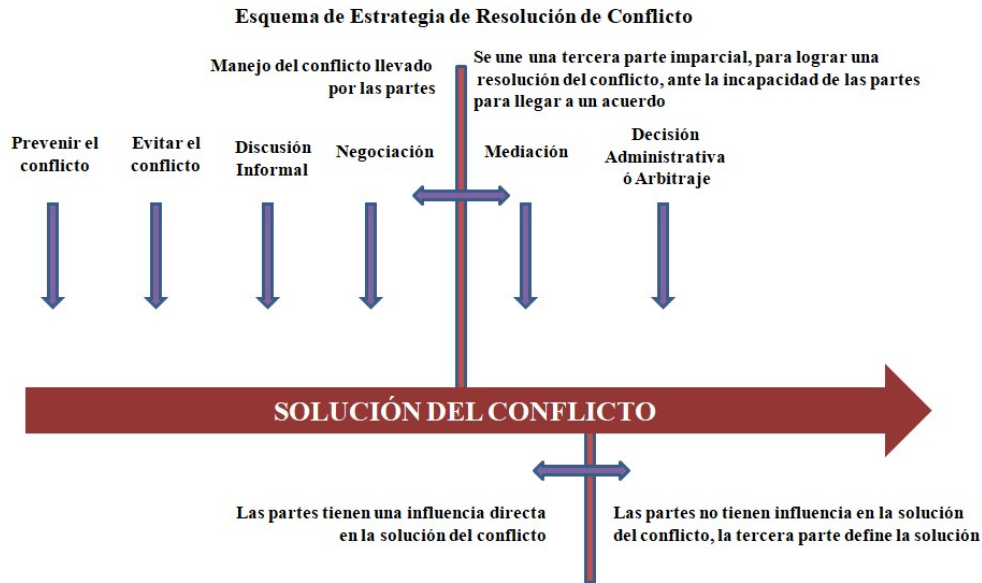 Esquema de Estrategia de Resolución de Conflicto
Manejo del conflicto llevado
por las partes
Se une una tercera parte imparcial, para lograr una
resolución del conflicto, ante la incapacidad de las partes
para llegar a un acuerdo
Prevenir el
conflicto
Evitar el
conflicto
Discusión
Informal
Negociación
Mediación
Decisión
Administrativa
ó Arbitraje
SOLUCIÓN DEL CONFLICTO
Las partes tienen una influencia directa
en la solución del conflicto
Las partes no tienen influencia en la solución
del conflicto, la tercera parte define la solución